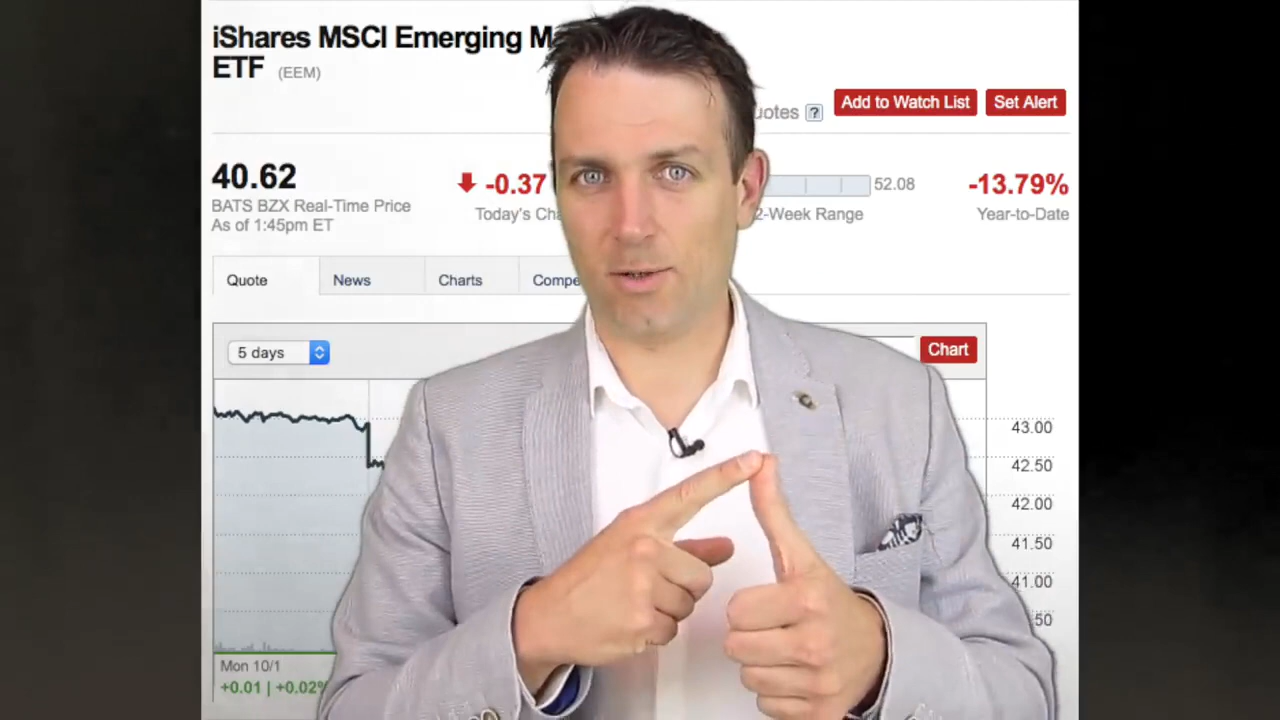 iShares MSCI Emerging M
ETF (EEM)
uotes ? Add to Watch List Set Alert
40.62
BATS BZX Real-Time Price
As of 1:45pm ET
-0.37
Today's Cha
52.08
2-Week Range
-13.79%
Year-to-Date
Quote News Charts Compe
5 days
Chart
43.00
42.50
42.00
41.50
41.00
.50
Mon 10/1
+0.01 | +0.02%